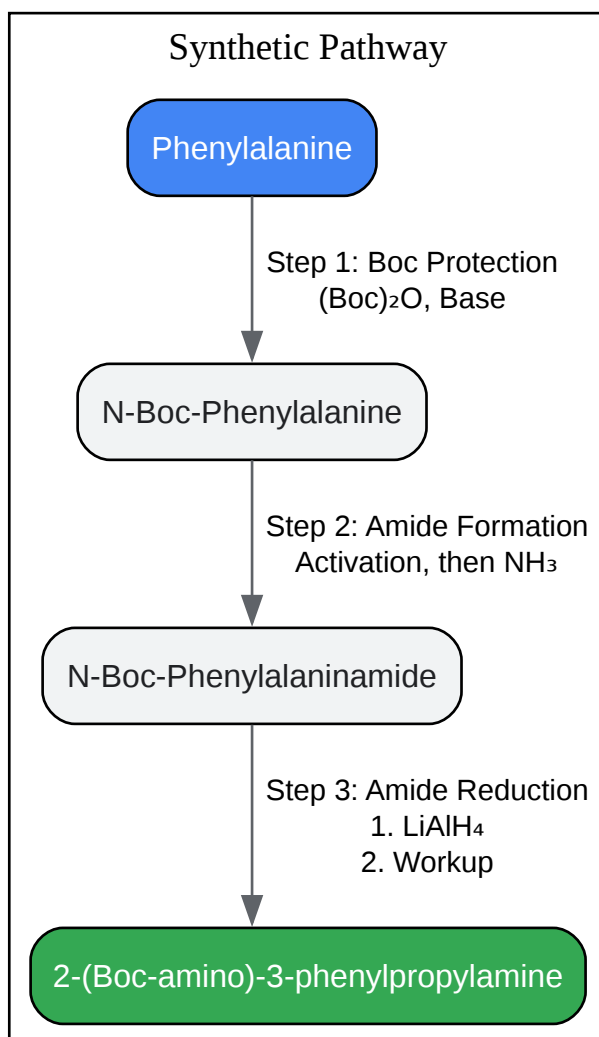 Synthetic Pathway
Phenylalanine
Step 1: Boc Protection
(Boc)₂O, Base
N-Boc-Phenylalanine
Step 2: Amide Formation
Activation, then NH₃
N-Boc-Phenylalaninamide
Step 3: Amide Reduction
1. LiAlH₄
2. Workup
2-(Boc-amino)-3-phenylpropylamine